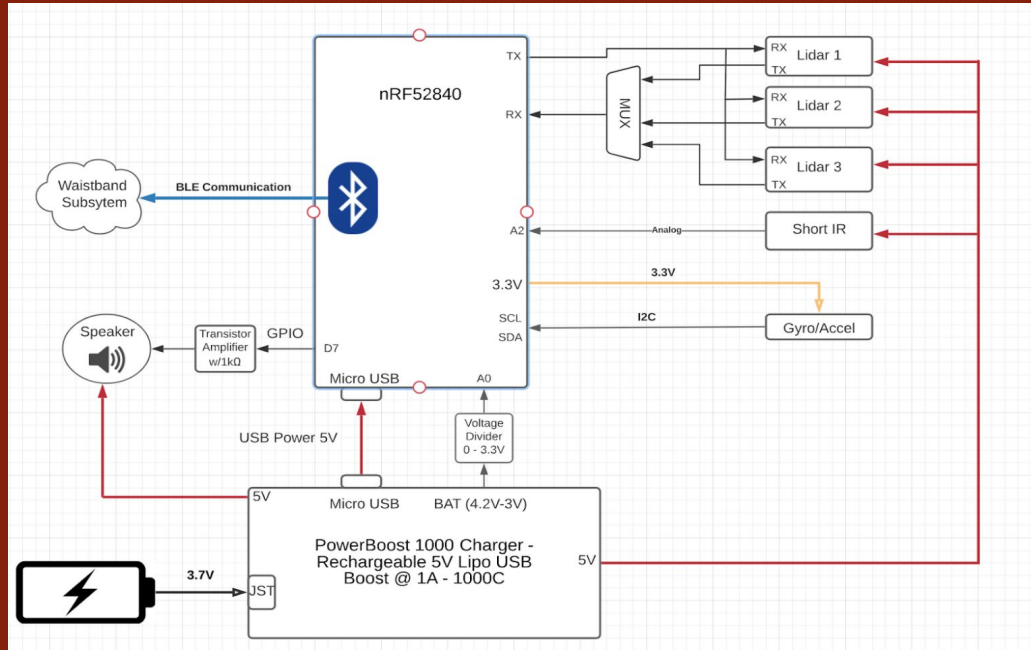 nRF52840
TX
RX
A2
3.3V
SCL
SDA
D7
Micro USB
A0
MUX
RX
Lidar 1
TX
RX
Lidar 2
TX
RX
Lidar 3
TX
Short IR
Analog
3.3V
I2C
Gyro/Accel
Waistband
Subsytem
BLE Communication
Speaker
Transistor
Amplifier
w/1kΩ
GPIO
USB Power 5V
Voltage
Divider
0 - 3.3V
5V
Micro USB
BAT (4.2V-3V)
PowerBoost 1000 Charger -
Rechargeable 5V Lipo USB
Boost @ 1A - 1000C
5V
3.7V
JST